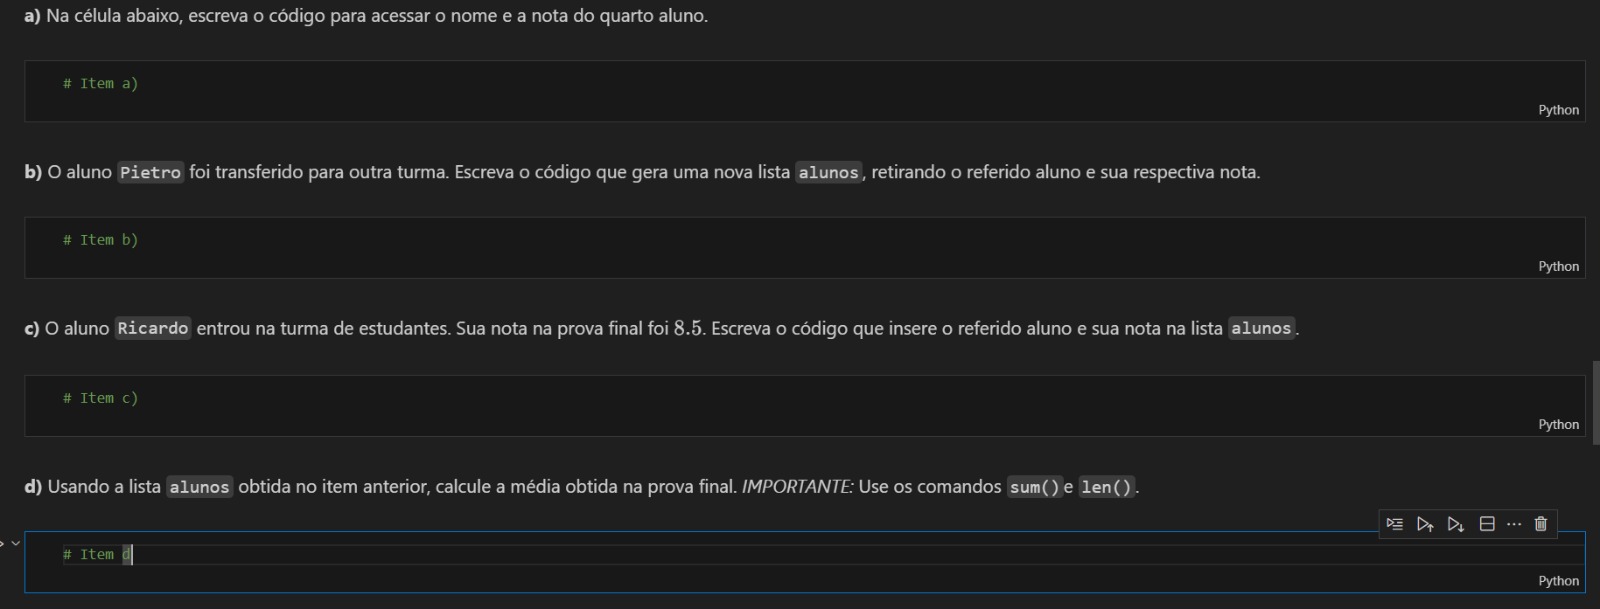 a) Na célula abaixo, escreva o código para acessar o nome e a nota do quarto aluno.
# Item a)
Python
b) O aluno Pietro foi transferido para outra turma. Escreva o código que gera uma nova lista alunos, retirando o referido aluno e sua respectiva nota.
# Item b)
Python
c) O aluno Ricardo entrou na turma de estudantes. Sua nota na prova final foi 8.5. Escreva o código que insere o referido aluno e sua nota na lista alunos.
# Item c)
Python
d) Usando a lista alunos obtida no item anterior, calcule a média obtida na prova final. IMPORTANTE: Use os comandos sum() e len().
# Item d
Python